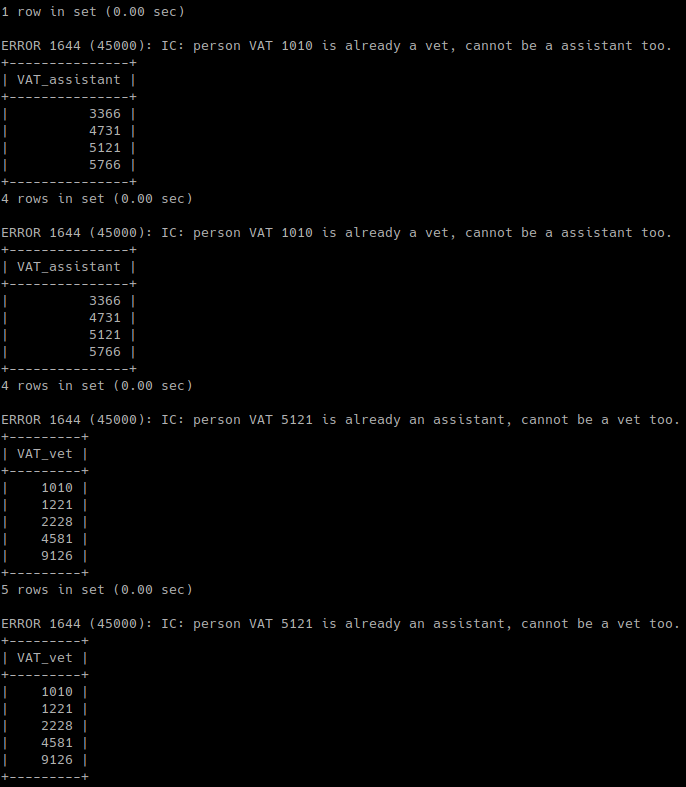 1 row in set (0.00 sec)

ERROR 1644 (45000): IC: person VAT 1010 is already a vet, cannot be a assistant too.
+---------------+
| VAT_assistant |
+---------------+
|          3366 |
|          4731 |
|          5121 |
|          5766 |
+---------------+
4 rows in set (0.00 sec)

ERROR 1644 (45000): IC: person VAT 1010 is already a vet, cannot be a assistant too.
+---------------+
| VAT_assistant |
+---------------+
|          3366 |
|          4731 |
|          5121 |
|          5766 |
+---------------+
4 rows in set (0.00 sec)

ERROR 1644 (45000): IC: person VAT 5121 is already an assistant, cannot be a vet too.
+---------+
| VAT_vet |
+---------+
|    1010 |
|    1221 |
|    2228 |
|    4581 |
|    9126 |
+---------+
5 rows in set (0.00 sec)

ERROR 1644 (45000): IC: person VAT 5121 is already an assistant, cannot be a vet too.
+---------+
| VAT_vet |
+---------+
|    1010 |
|    1221 |
|    2228 |
|    4581 |
|    9126 |
+---------+